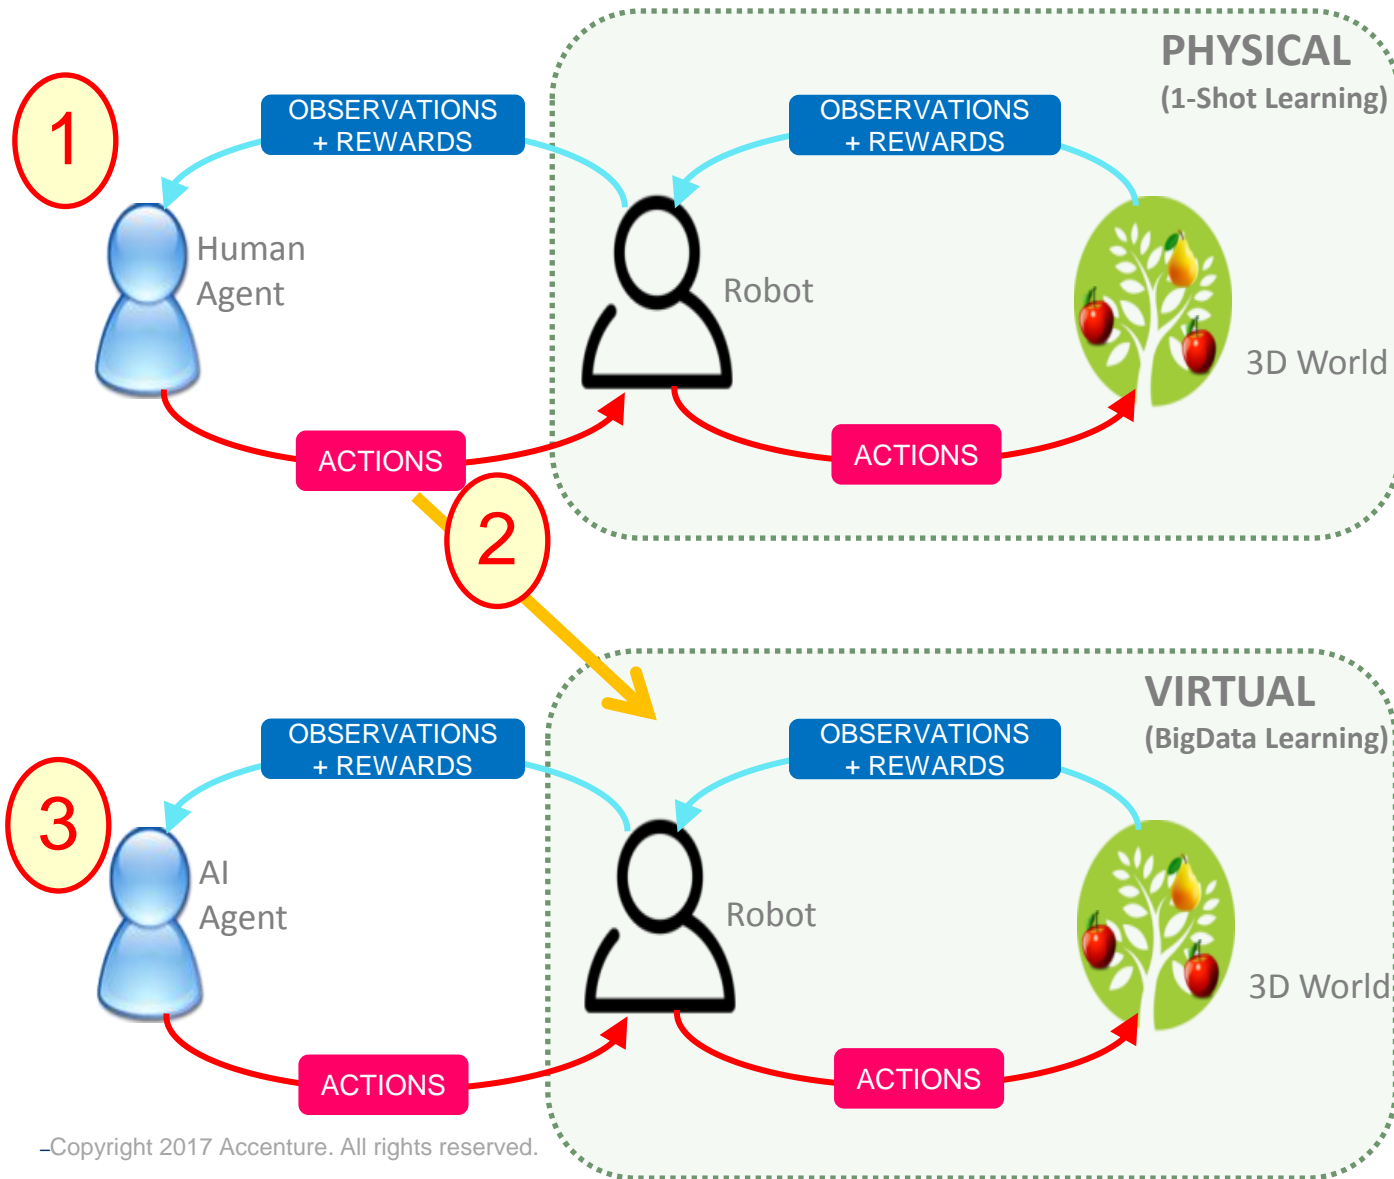 PHYSICAL
(1-Shot Learning)
1
OBSERVATIONS
+ REWARDS
OBSERVATIONS
+ REWARDS
Human
Agent
Robot
3D World
ACTIONS
ACTIONS
2
VIRTUAL
(BigData Learning)
OBSERVATIONS
+ REWARDS
OBSERVATIONS
+ REWARDS
3
AI
Agent
Robot
3D World
ACTIONS
ACTIONS
–Copyright 2017 Accenture. All rights reserved.